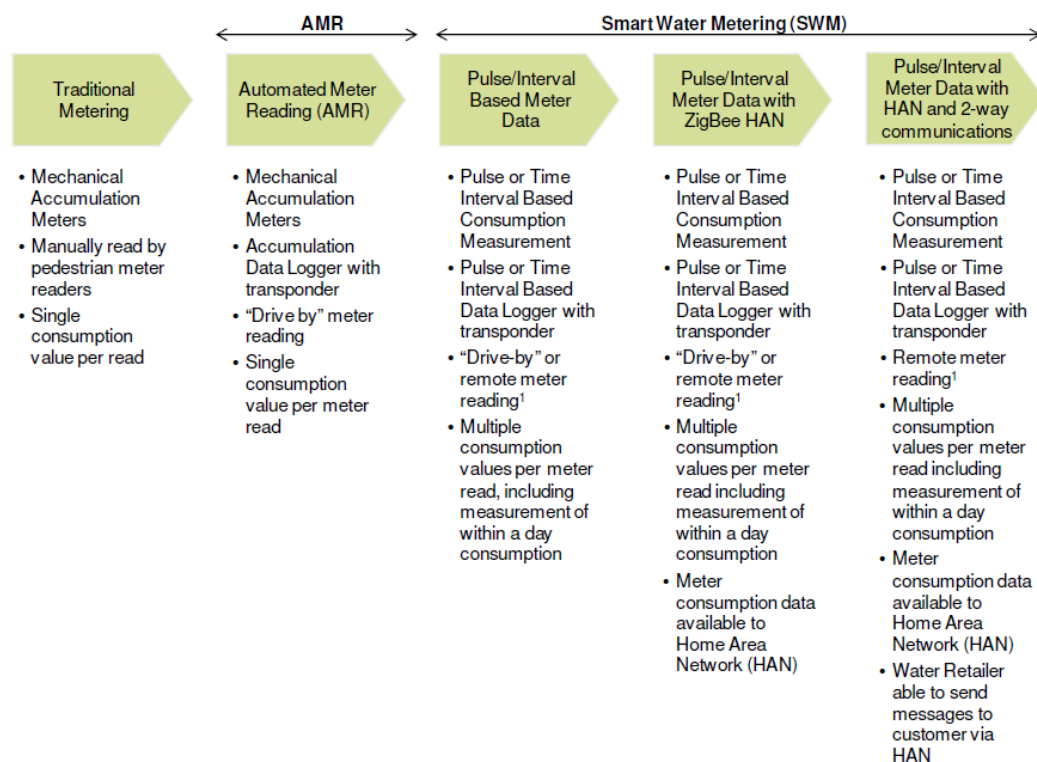 AMR
Smart Water Metering (SWM)
Traditional
Metering
Automated Meter
Reading (AMR)
Pulse/Interval
Based Meter
Data
Pulse/Interval
Meter Data with
ZigBee HAN
Pulse/Interval
Meter Data with
HAN and 2-way
communications
• Mechanical
Accumulation
Meters
• Manually read by
pedestrian meter
readers
• Single
consumption
value per read
• Mechanical
Accumulation
Meters
• Accumulation
Data Logger with
transponder
• “Drive by” meter
reading
• Single
consumption
value per meter
read
• Pulse or Time
Interval Based
Consumption
Measurement
• Pulse or Time
Interval Based
Data Logger with
transponder
• “Drive-by” or
remote meter
reading¹
• Multiple
consumption
values per meter
read, including
measurement of
within a day
consumption
• Pulse or Time
Interval Based
Consumption
Measurement
• Pulse or Time
Interval Based
Data Logger with
transponder
• “Drive-by” or
remote meter
reading¹
• Multiple
consumption
values per meter
read including
measurement of
within a day
consumption
• Meter
consumption data
available to
Home Area
Network (HAN)
• Pulse or Time
Interval Based
Consumption
Measurement
• Pulse or Time
Interval Based
Data Logger with
transponder
• Remote meter
reading¹
• Multiple
consumption
values per meter
read including
measurement of
within a day
consumption
• Meter
consumption data
available to
Home Area
Network (HAN)
• Water Retailer
able to send
messages to
customer via
HAN